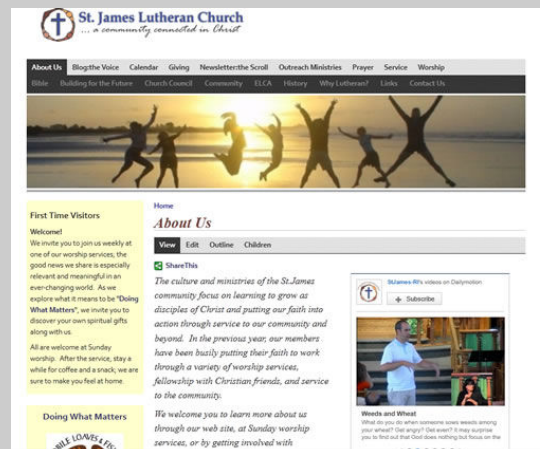 St. James Lutheran Church
... a community connected in Christ
About Us Blog:the Voice Calendar Giving Newsletter:the Scroll Outreach Ministries Prayer Service Worship
Bible Building for the Future Church Council Community ELCA History Why Lutheran? Links Contact Us
First Time Visitors
Welcome!
We invite you to join us weekly at
one of our worship services, the
good news we share is especially
relevant and meaningful in an
ever-changing world. As we
explore what it means to be "Doing
What Matters", we invite you to
discover your own spiritual gifts
along with us.
All are welcome at Sunday
worship. After the service, stay a
while for coffee and a snack; we are
sure to make you feel at home.
Doing What Matters
MOBILE LOAVES & FISH
Home
About Us
View Edit Outline Children
ShareThis
The culture and ministries of the St.James
community focus on learning to grow as
disciples of Christ and putting our faith into
action through service to our community and
beyond. In the previous year, our members
have been busily putting their faith to work
through a variety of worship services,
fellowship with Christian friends, and service
to the community.
We welcome you to learn more about us
through our web site, at Sunday worship
services, or by getting involved with
StJames-RI's videos on Dailymotion
+ Subscribe
Weeds and Wheat
What do you do when someone sows weeds among
your wheat? Get angry? Get even? It may surprise
you to find out that God does nothing but focus on the